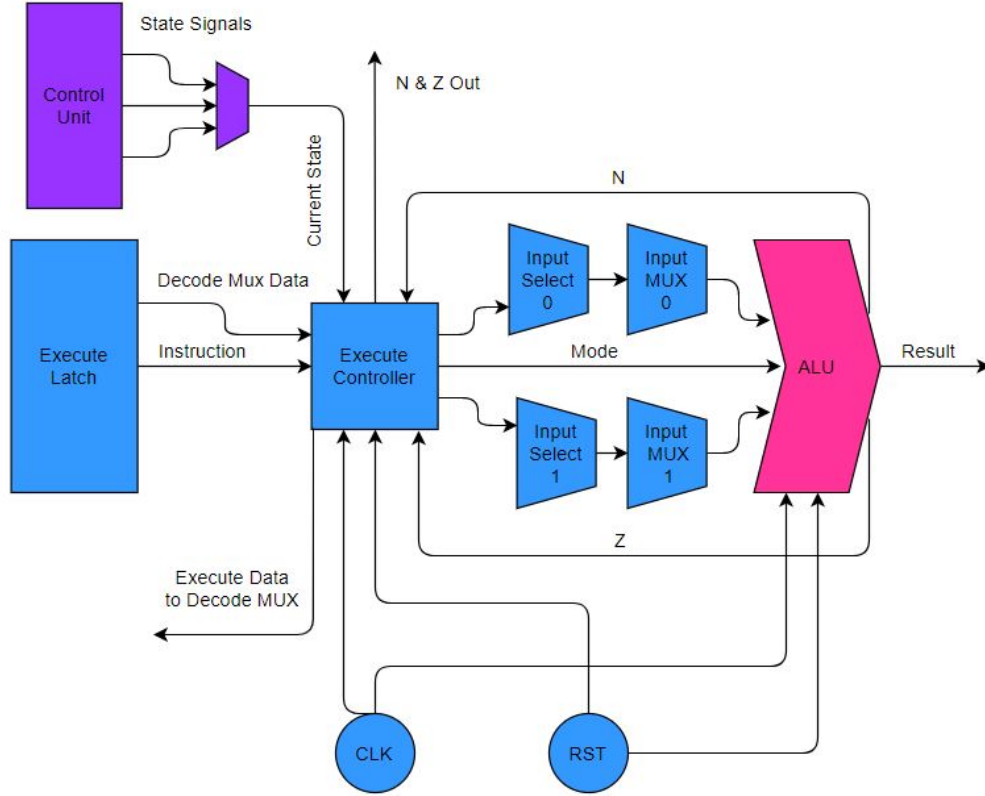 State Signals
Control
Unit
N & Z Out
Current State
N
Decode Mux Data
Execute
Latch
Instruction
Execute
Controller
Input
Select
0
Input
MUX
0
Mode
ALU
Result
Input
Select
1
Input
MUX
1
Z
Execute Data
to Decode MUX
CLK
RST